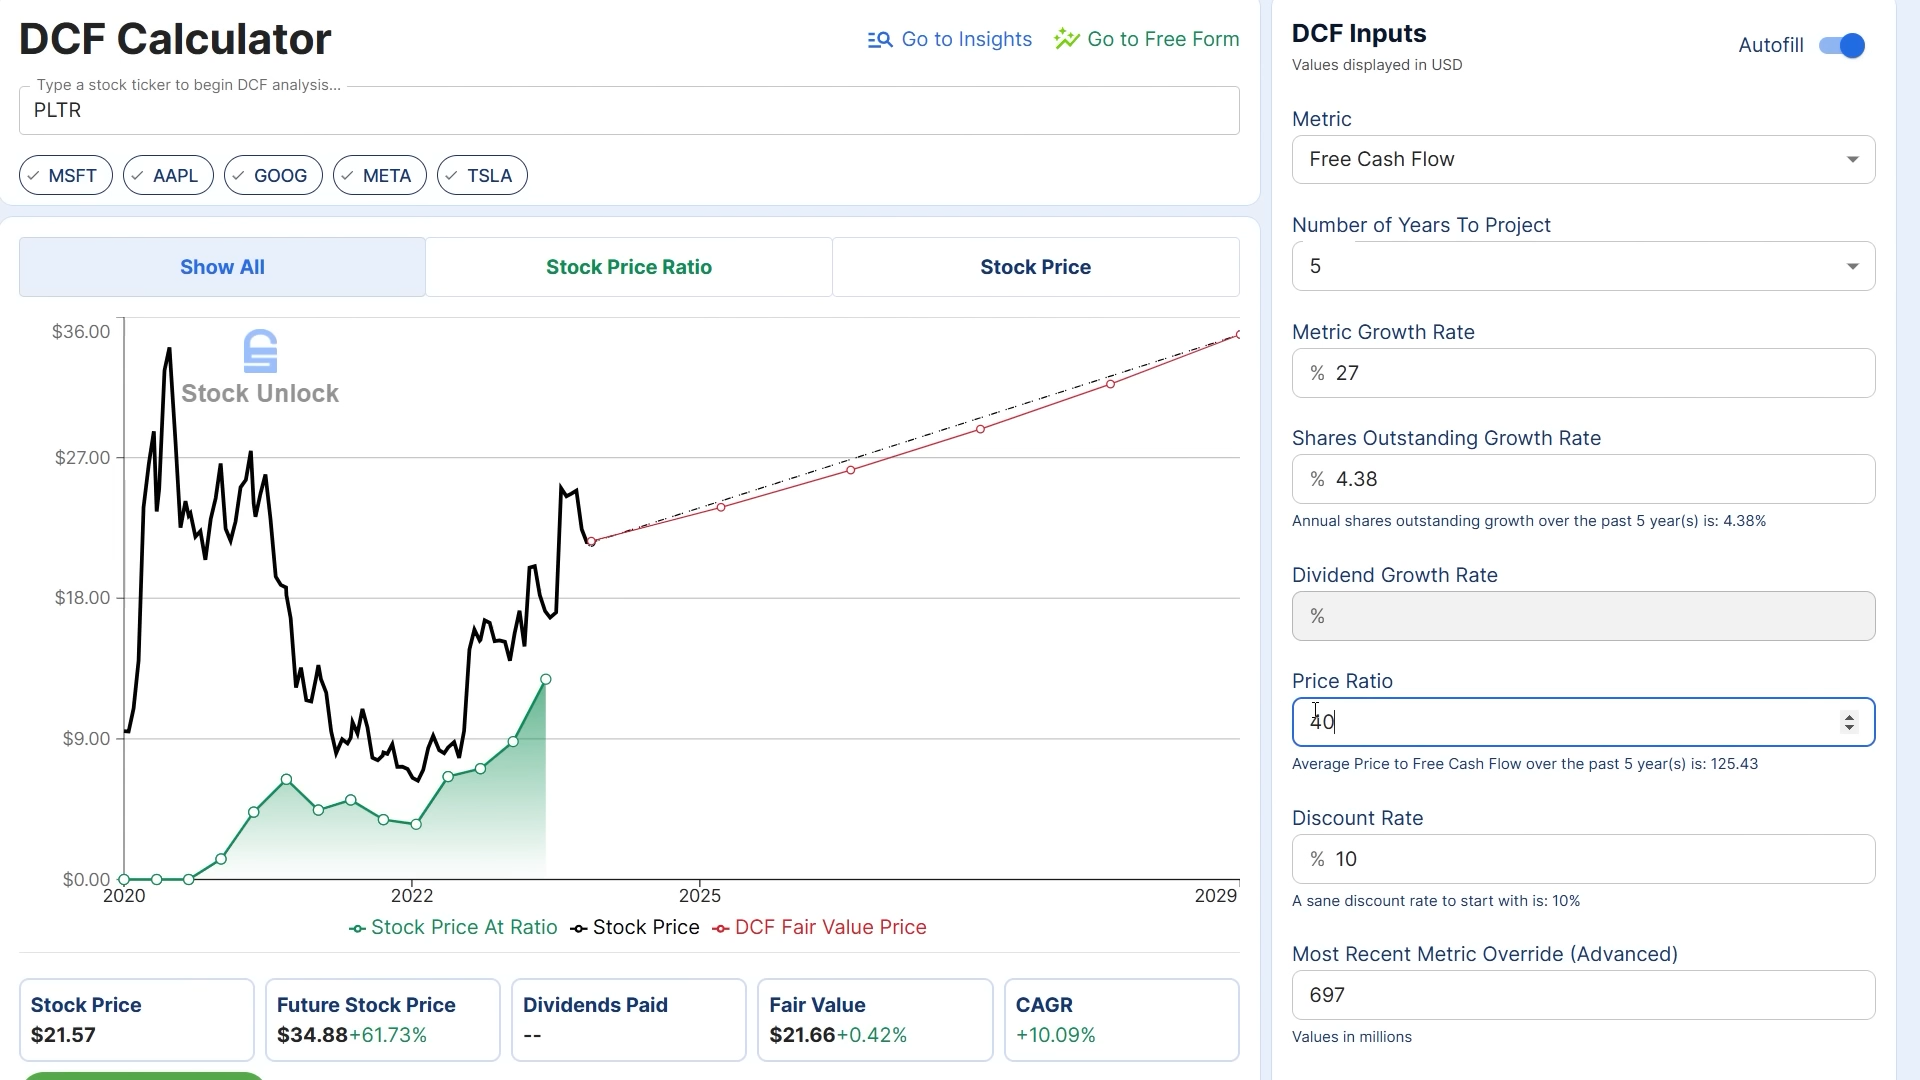 DCF Calculator
Go to Insights
Go to Free Form
Type a stock ticker to begin DCF analysis...
PLTR
MSFT
AAPL
GOOG
META
TSLA
Show All
Stock Price Ratio
Stock Price
$36.00
$27.00
$18.00
$9.00
$0.00
Stock Unlock
2020
2022
2025
2029
Stock Price At Ratio
Stock Price
DCF Fair Value Price
Stock Price
$21.57
Future Stock Price
$34.88+61.73%
Dividends Paid
--
Fair Value
$21.66+0.42%
CAGR
+10.09%
DCF Inputs
Values displayed in USD
Autofill
Metric
Free Cash Flow
Number of Years To Project
5
Metric Growth Rate
% 27
Shares Outstanding Growth Rate
% 4.38
Annual shares outstanding growth over the past 5 year(s) is: 4.38%
Dividend Growth Rate
%
Price Ratio
40
Average Price to Free Cash Flow over the past 5 year(s) is: 125.43
Discount Rate
% 10
A sane discount rate to start with is: 10%
Most Recent Metric Override (Advanced)
697
Values in millions